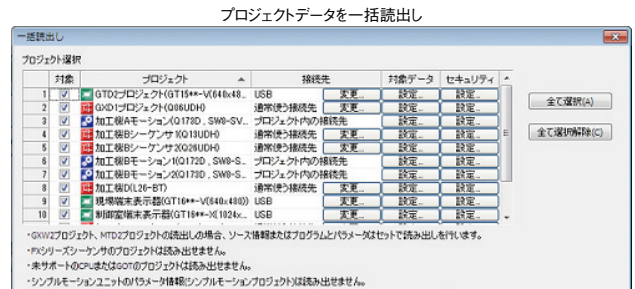 プロジェクトデータを一括読出し
一括読出し
プロジェクト選択
対象 プロジェクト 接続先 対象データ セキュリティ
1 GTD2プロジェクト(GT15**-V(640x48.. USB 変更... 設定... 設定...
2 GXD1プロジェクト(Q06UDH) 通常使う接続先 変更... 設定... 設定...
3 加工機Aモーション(Q173D , SW8-SV.. プロジェクト内の接続先 設定... 設定...
4 加工機Bシーケンサ1(Q13UDH) 通常使う接続先 変更... 設定... 設定...
5 加工機Bシーケンサ2(Q26UDH) 通常使う接続先 変更... 設定... 設定...
6 加工機Bモーション1(Q172D , SW8-S.. プロジェクト内の接続先 設定... 設定...
7 加工機Bモーション2(Q173D , SW8-S.. プロジェクト内の接続先 設定... 設定...
8 加工機D(L26-BT) 通常使う接続先 変更... 設定... 設定...
9 現場端末表示器(GT16**-V(640x480)) USB 変更... 設定... 設定...
10 制御室端末表示器(GT16**-X(1024x.. USB 変更... 設定... 設定...
全て選択(A)
全て選択解除(C)
・GXW2プロジェクト、MTD2プロジェクトの読出しの場合、ソース情報またはプログラムとパラメータはセットで読み出しを行います。
・FXシリーズシーケンサのプロジェクトは読み出せません。
・未サポートのCPUまたはGOTのプロジェクトは読み出せません。
・シンプルモーションユニットのパラメータ情報(シンプルモーションプロジェクト)は読み出せません。